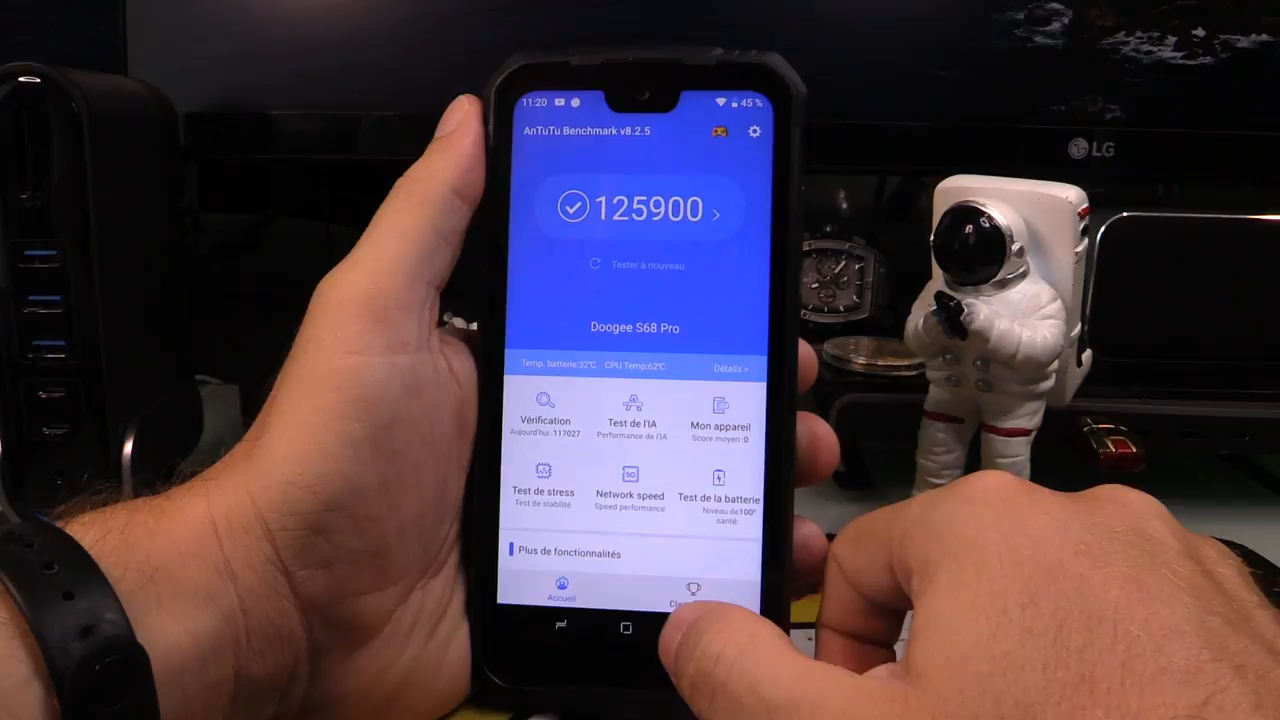 11:20
45 %
AnTuTu Benchmark v8.2.5
LG
125900
Tester à nouveau
Doogee S68 Pro
Temp. batterie:32℃ CPU Temp:62℃ Détails >
Vérification
Aujourd'hui :117027
Test de l'IA
Performance de l'IA
Mon appareil
Score moyen :0
Test de stress
Test de stabilité
5G
Network speed
Speed performance
Test de la batterie
Niveau de100°
santé:
Plus de fonctionnalités
Accueil